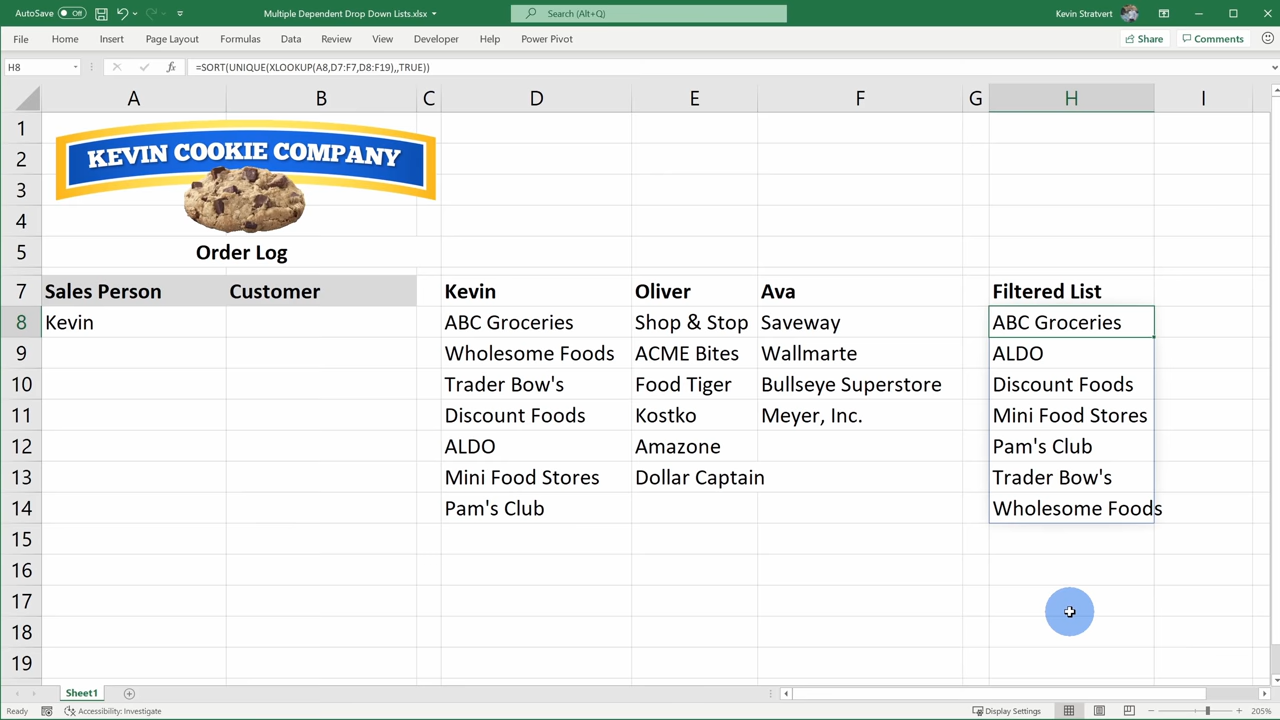 AutoSave Off Multiple Dependent Drop Down Lists.xlsx Search (Alt+Q) Kevin Stratvert
File Home Insert Page Layout Formulas Data Review View Developer Help Power Pivot Share Comments
H8 fx =SORT(UNIQUE(XLOOKUP(A8,D7:F7,D8:F19),,TRUE))
A B C D E F G H I
1
2
KEVIN COOKIE COMPANY
3
4
5 Order Log
7 Sales Person Customer Kevin Oliver Ava Filtered List
8 Kevin ABC Groceries Shop & Stop Saveway ABC Groceries
9 Wholesome Foods ACME Bites Wallmarte ALDO
10 Trader Bow's Food Tiger Bullseye Superstore Discount Foods
11 Discount Foods Kostko Meyer, Inc. Mini Food Stores
12 ALDO Amazone Pam's Club
13 Mini Food Stores Dollar Captain Trader Bow's
14 Pam's Club Wholesome Foods
15
16
17
18
19
Sheet1
Ready Accessibility: Investigate Display Settings 205%